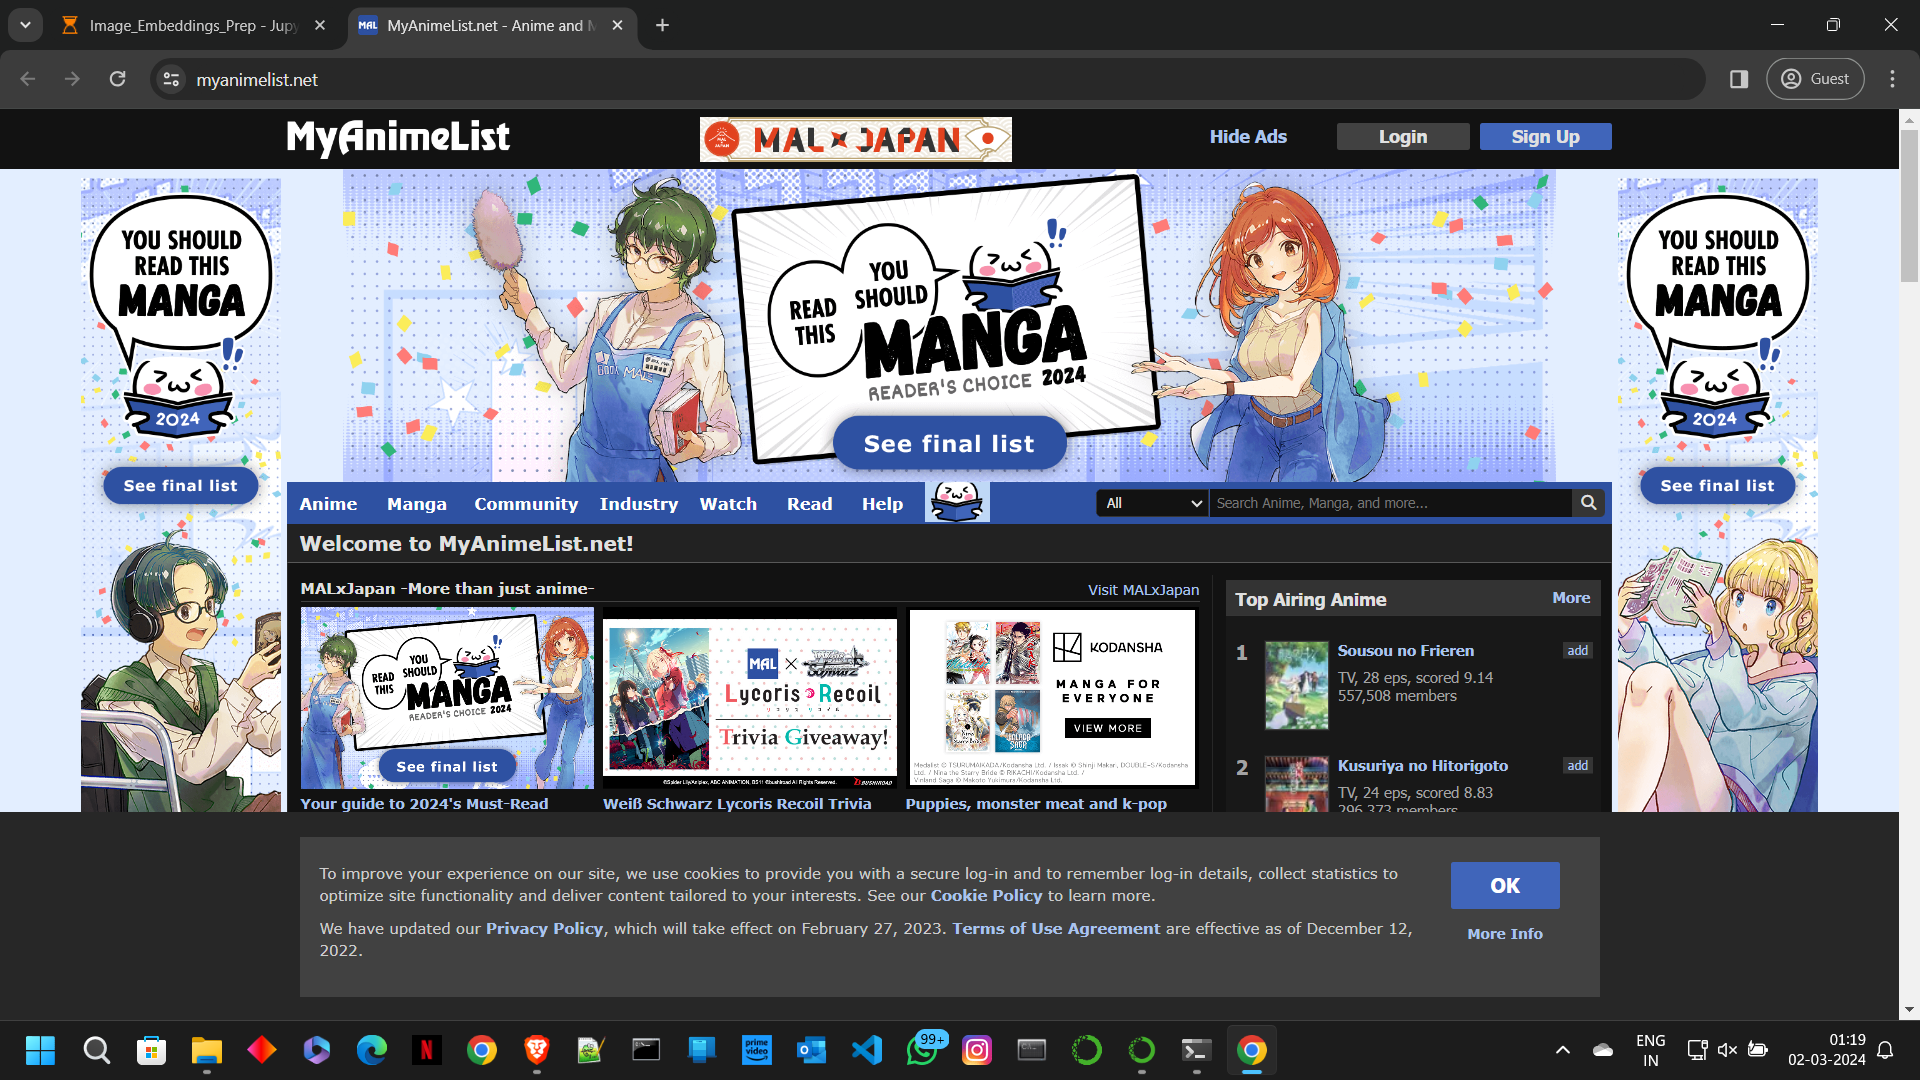 Image_Embeddings_Prep - Jupy
MyAnimeList.net - Anime and M
myanimelist.net
Guest
MyAnimeList
MAL x JAPAN
Hide Ads
Login
Sign Up
YOU SHOULD
READ THIS
MANGA
2024
See final list
READ
THIS
YOU
SHOULD
MANGA
READER'S CHOICE 2024
See final list
YOU SHOULD
READ THIS
MANGA
2024
See final list
Anime
Manga
Community
Industry
Watch
Read
Help
All
Search Anime, Manga, and more...
Welcome to MyAnimeList.net!
MALxJapan -More than just anime-
Visit MALxJapan
READ
THIS
YOU
SHOULD
MANGA
READER'S CHOICE 2024
See final list
Your guide to 2024's Must-Read
MAL
Lycoris Recoil
Trivia Giveaway!
Weiß Schwarz Lycoris Recoil Trivia
KODANSHA
MANGA FOR
EVERYONE
VIEW MORE
Puppies, monster meat and k-pop
Top Airing Anime
More
1
Sousou no Frieren
add
TV, 28 eps, scored 9.14
557,508 members
2
Kusuriya no Hitorigoto
add
TV, 24 eps, scored 8.83
296,373 members
To improve your experience on our site, we use cookies to provide you with a secure log-in and to remember log-in details, collect statistics to
optimize site functionality and deliver content tailored to your interests. See our Cookie Policy to learn more.
We have updated our Privacy Policy, which will take effect on February 27, 2023. Terms of Use Agreement are effective as of December 12,
2022.
OK
More Info
prime
video
99+
ENG
IN
01:19
02-03-2024